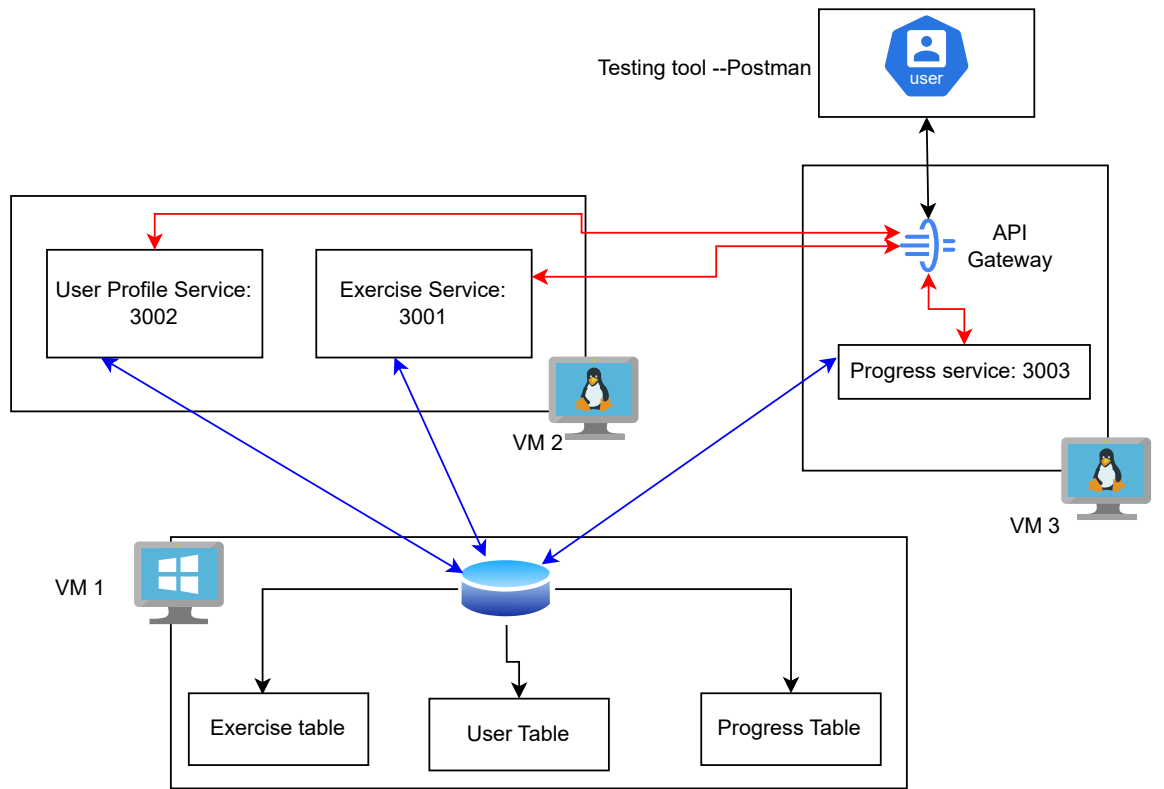 Testing tool --Postman
user
User Profile Service:
3002
Exercise Service:
3001
API
Gateway
Progress service: 3003
VM 2
VM 3
VM 1
Exercise table
User Table
Progress Table